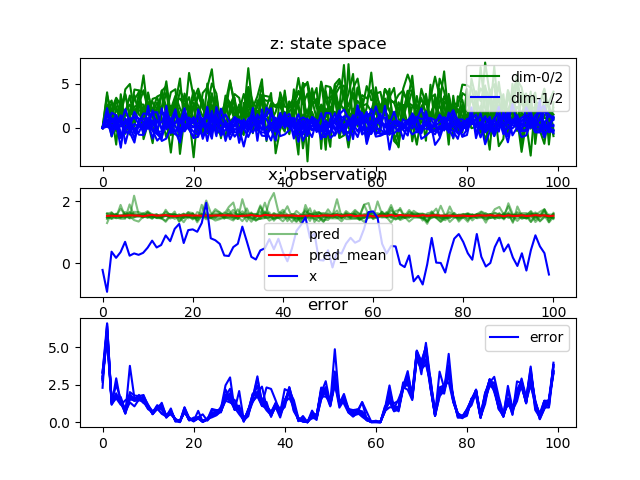 z: state space
5
0
dim-0/2
dim-1/2
0 20 40 60 80 100
x: observation
2
0
pred
pred_mean
x
0 20 40 60 80 100
error
5.0
2.5
0.0
error
0 20 40 60 80 100